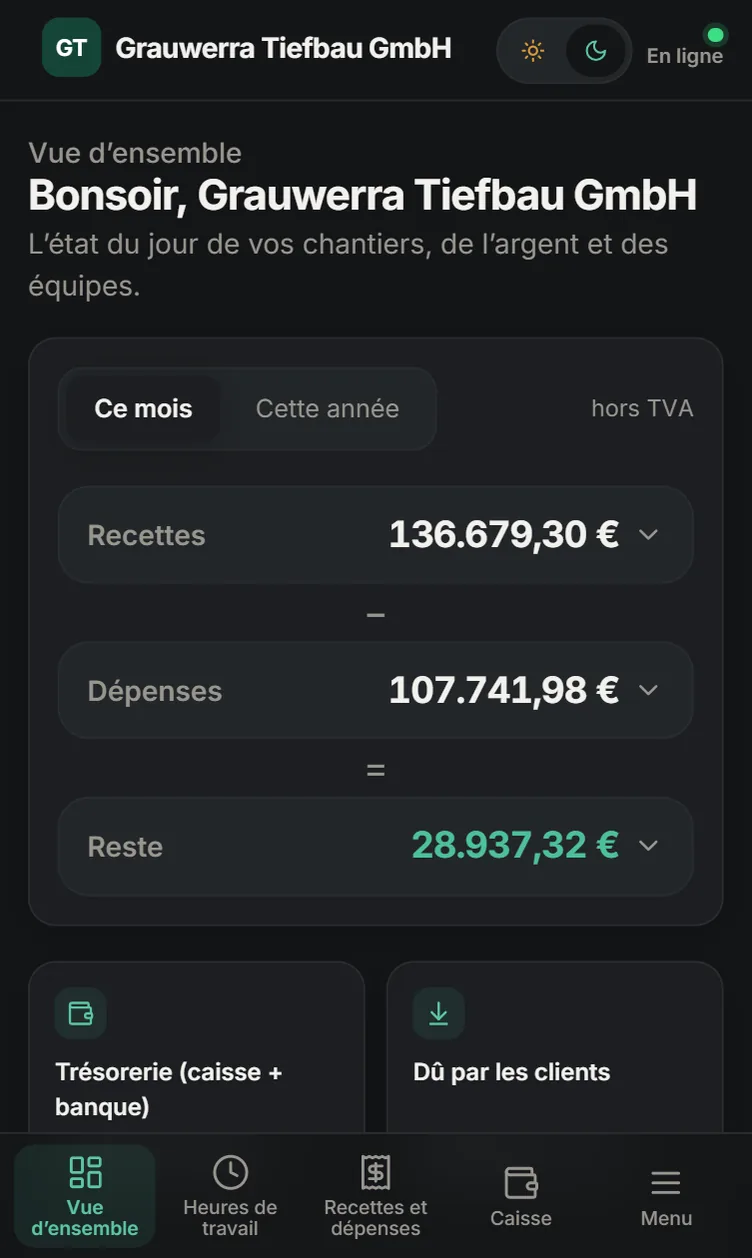 GT
Grauwerra Tiefbau GmbH
En ligne
Vue d’ensemble
Bonsoir, Grauwerra Tiefbau GmbH
L’état du jour de vos chantiers, de l’argent et des
équipes.
Ce mois
Cette année
hors TVA
Recettes
136.679,30 €
–
Dépenses
107.741,98 €
=
Reste
28.937,32 €
Trésorerie (caisse +
banque)
Dû par les clients
Vue
d’ensemble
Heures de
travail
Recettes et
dépenses
Caisse
Menu